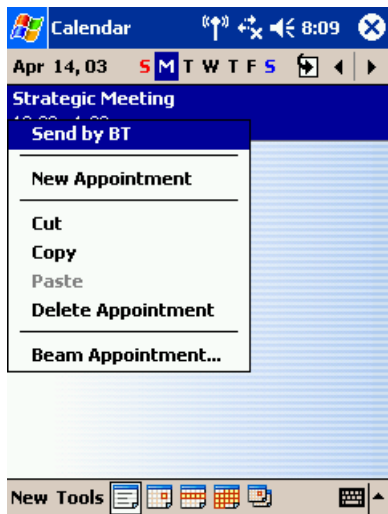 Calendar 8:09
Apr 14, 03 S M T W T F S
Strategic Meeting
Send by BT
New Appointment
Cut
Copy
Paste
Delete Appointment
Beam Appointment...
New Tools